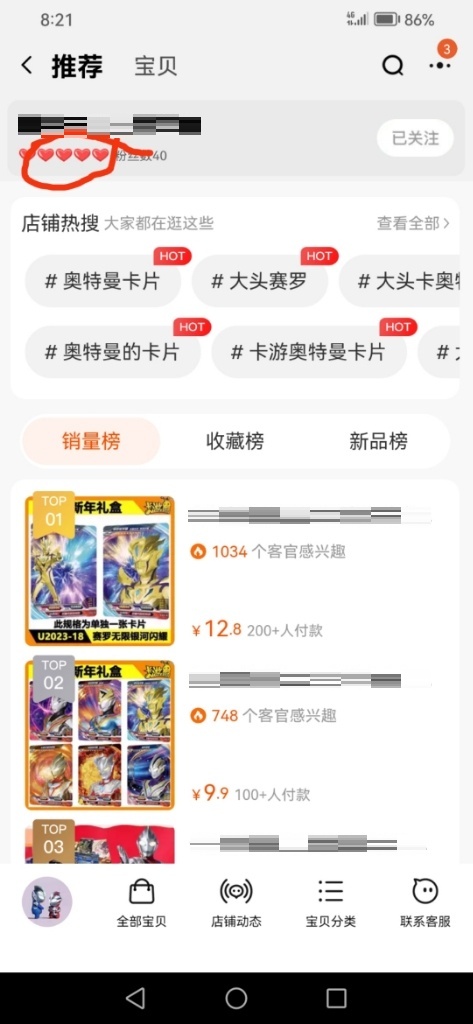 8:21
4G
86%
推荐
宝贝
3
粉丝数40
已关注
店铺热搜 大家都在逛这些 查看全部
HOT
HOT
# 奥特曼卡片
# 大头赛罗
# 大头卡奥
HOT
HOT
# 奥特曼的卡片
# 卡游奥特曼卡片
#
销量榜
收藏榜
新品榜
TOP
01
新年礼盒
此规格为单独一张卡片
U2023-18 赛罗无限银河闪耀
1034 个客官感兴趣
¥12.8 200+人付款
TOP
02
新年礼盒
748 个客官感兴趣
¥9.9 100+人付款
TOP
03
全部宝贝
店铺动态
宝贝分类
联系客服